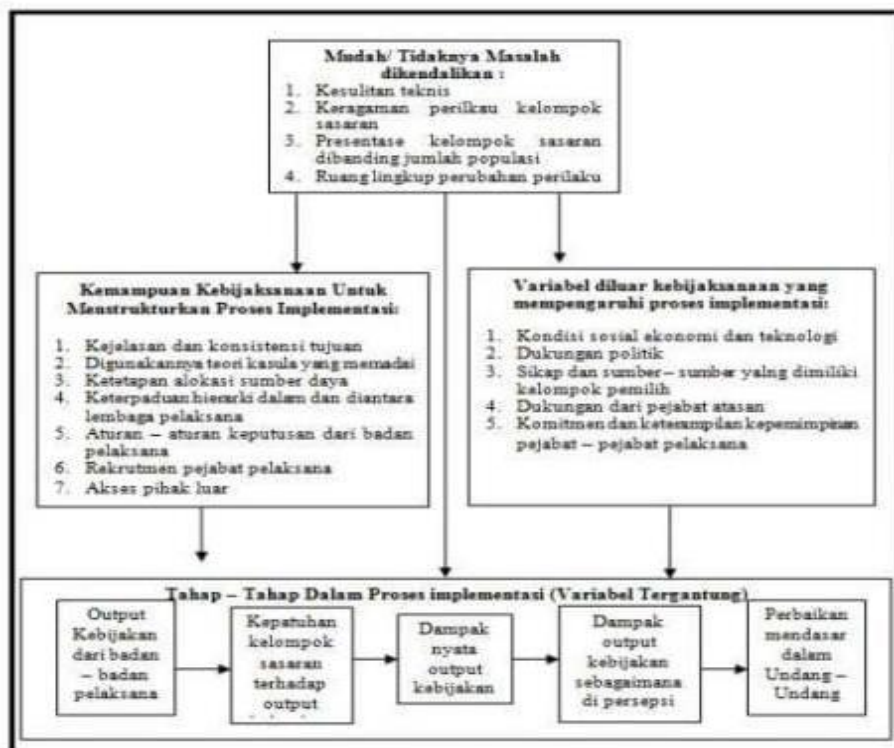 Mudah/ Tidaknya Masalah
dikendalikan :
1. Kesulitan teknis
2. Keragaman perilkau kelompok
sasaran
3. Presentase kelompok sasaran
dibanding jumlah populasi
4. Ruang lingkup perubahan perilaku
Kemampuan Kebijaksanaan Untuk
Menstrukturkan Proses Implementasi:
1. Kejelasan dan konsistensi tujuan
2. Digunakannya teori kasula yang memadai
3. Ketetapan alokasi sumber daya
4. Keterpaduan hierarki dalam dan diantara
lembaga pelaksana
5. Aturan – aturan keputusan dari badan
pelaksana
6. Rekrutmen pejabat pelaksana
7. Akses pihak luar
Variabel diluar kebijaksanaan yang
mempengaruhi proses implementasi:
1. Kondisi sosial ekonomi dan teknologi
2. Dukungan politik
3. Sikap dan sumber – sumber yalng dimiliki
kelompok pemilih
4. Dukungan dari pejabat atasan
5. Komitmen dan keterampilan kepemimpinan
pejabat – pejabat pelaksana
Tahap – Tahap Dalam Proses implementasi (Variabel Tergantung)
Output
Kebijakan
dari badan
– badan
pelaksana
Kepatuhan
kelompok
sasaran
terhadap
output
Dampak
nyata
output
kebijakan
Dampak
output
kebijakan
sebagaimana
di persepsi
Perbaikan
mendasar
dalam
Undang –
Undang